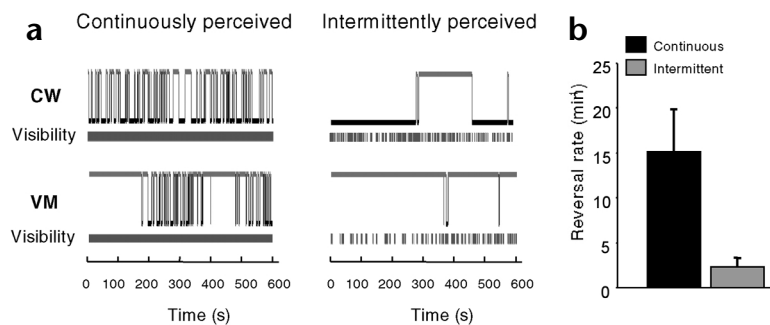 a
Continuously perceived
Intermittently perceived
CW
Visibility
VM
Visibility
0 100 200 300 400 500 600
0 100 200 300 400 500 600
Time (s)
Time (s)
b
Continuous
Intermittent
25
20
15
10
5
0
Reversal rate (min-1)